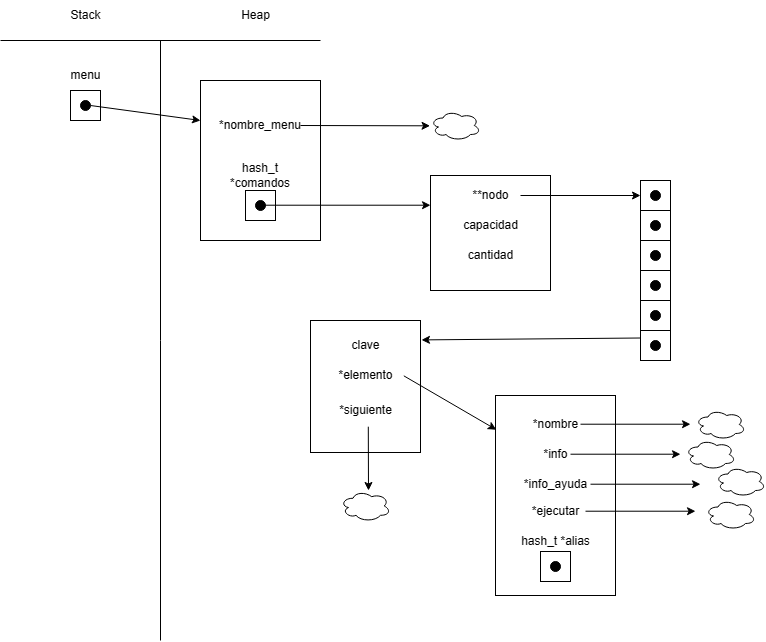 Stack
Heap
menu
*nombre_menu
hash_t
*comandos
**nodo
capacidad
cantidad
clave
*elemento
*siguiente
*nombre
*info
*info_ayuda
*ejecutar
hash_t *alias